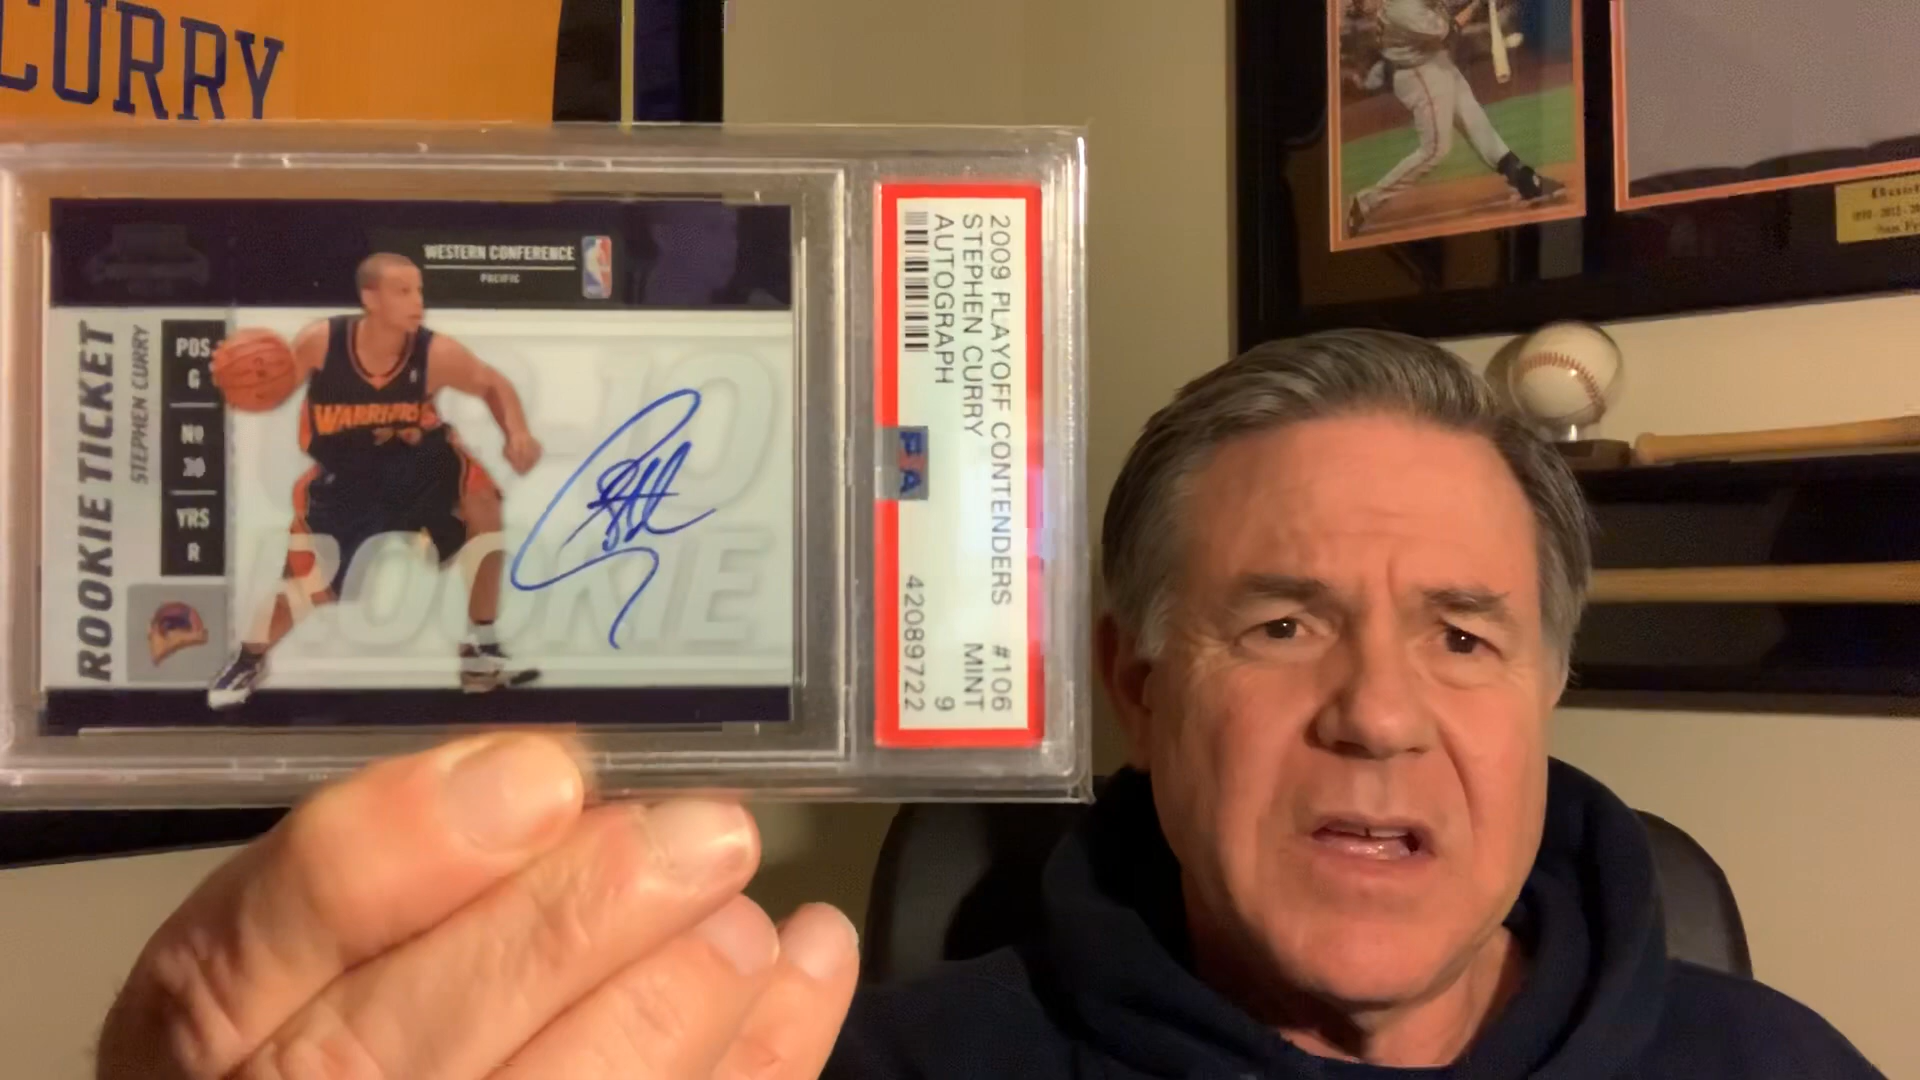 CURRY
WESTERN CONFERENCE
PACIFIC
ROOKIE TICKET
STEPHEN CURRY
POS
G
NO
30
YRS
R
WARRIORS
ROOKIE
2009 PLAYOFF CONTENDERS #106
STEPHEN CURRY MINT
AUTOGRAPH 9
42089722